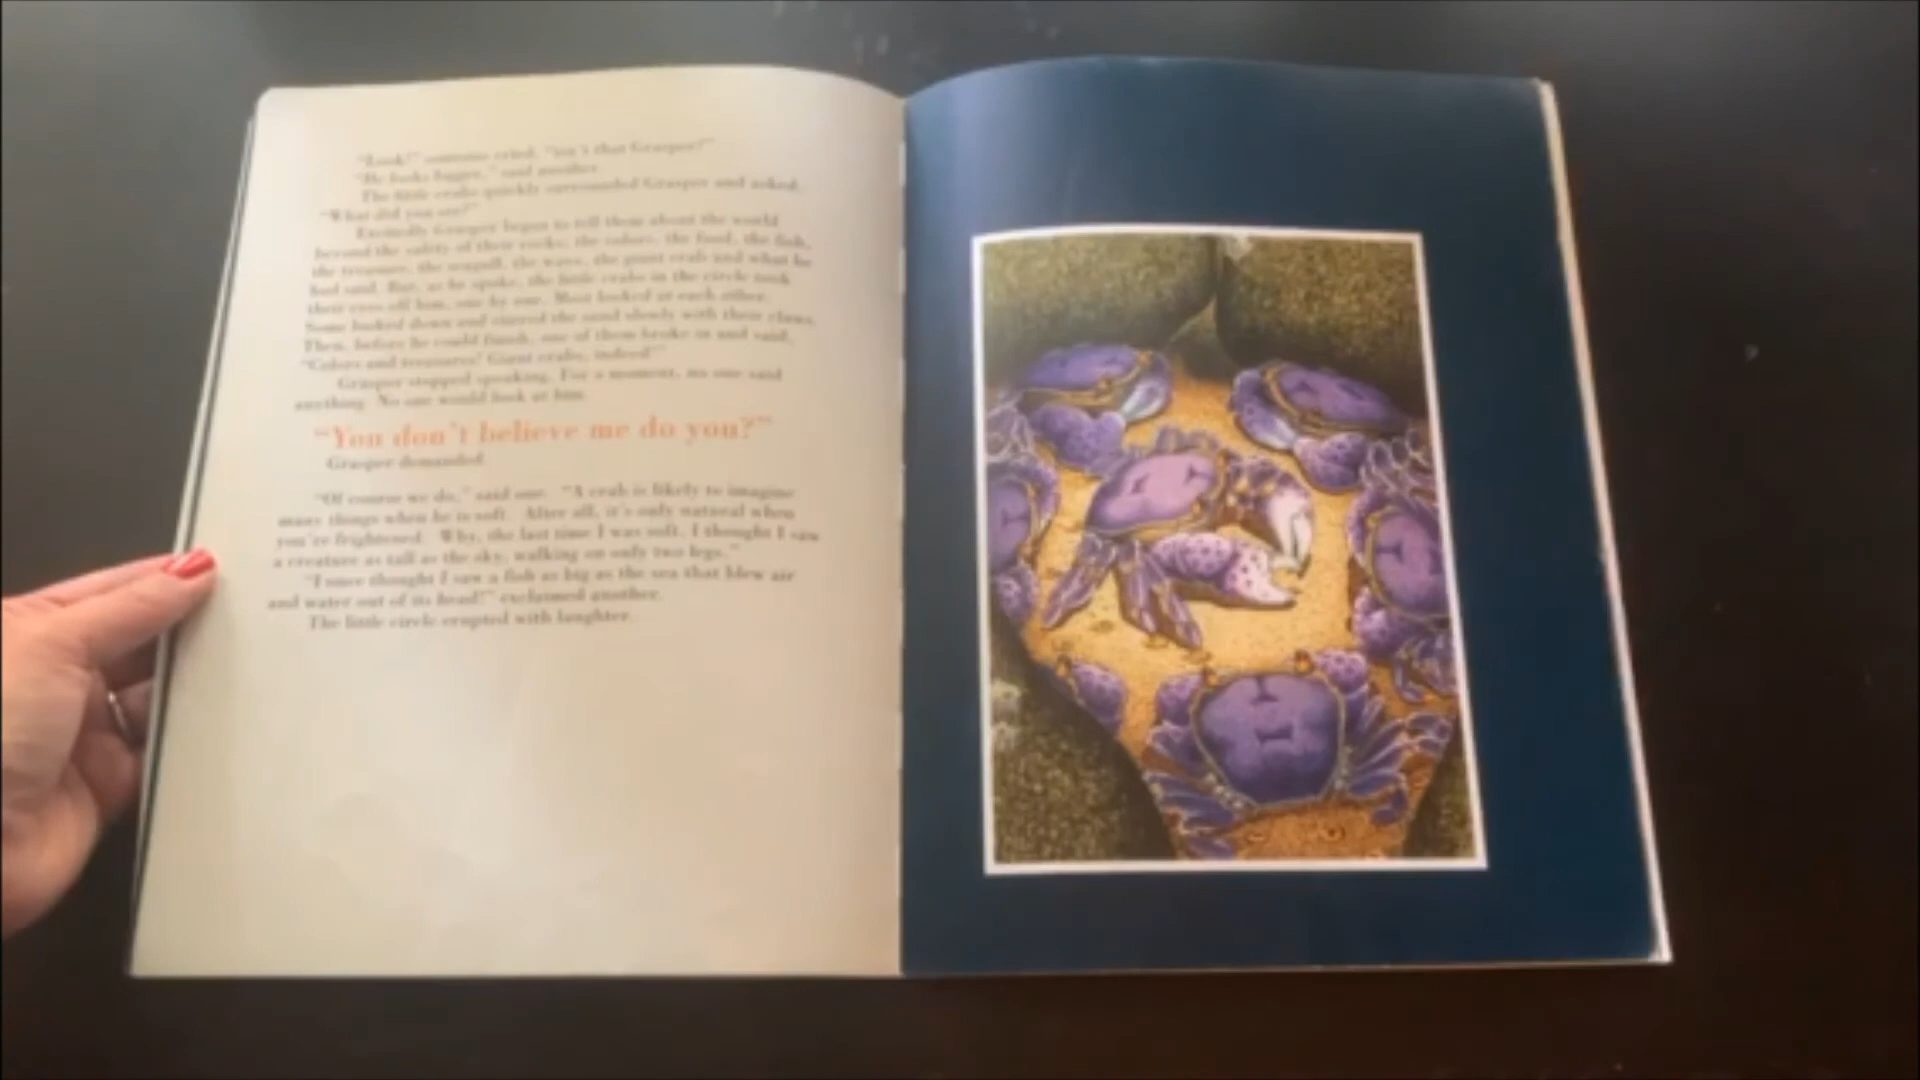 "Look!" someone cried, "isn't that Grasper?"
"He looks bigger," said another.
The little crabs quickly surrounded Grasper and asked,
"What did you see?"
Excitedly Grasper began to tell them about the world
beyond the safety of their rocks; the colors, the food, the fish,
the treasure, the seagull, the wave, the giant crab and what he
had said. But, as he spoke, the little crabs in the circle took
their eyes off him, one by one. Most looked at each other.
Some looked down and stirred the sand slowly with their claws.
Then, before he could finish, one of them broke in and said,
"Colors and treasures! Giant crabs, indeed!"
Grasper stopped speaking. For a moment, no one said
anything. No one would look at him.
"You don't believe me do you?"
Grasper demanded.
"Of course we do," said one. "A crab is likely to imagine
many things when he is soft. After all, it's only natural when
you're frightened. Why, the last time I was soft, I thought I saw
a creature as tall as the sky, walking on only two legs."
"I once thought I saw a fish as big as the sea that blew air
and water out of its head!" exclaimed another.
The little circle erupted with laughter.